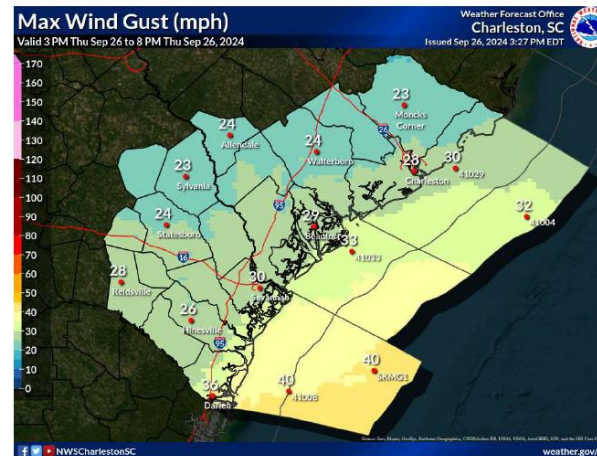 Max Wind Gust (mph)
Valid 3 PM Thu Sep 26 to 8 PM Thu Sep 26, 2024
Weather Forecast Office
Charleston, SC
Issued Sep 26, 2024 3:27 PM EDT
170
160
150
140
130
120
110
100
90
80
70
60
50
40
30
20
10
0
23
Moncks
Corner
24
Allendale
24
Walterboro
26
28
Charleston
30
41029
23
Sylvania
32
41004
24
Statesboro
95
29
Beaufort
33
41033
16
28
Reidsville
30
Savannah
26
Hinesville
95
40
SKMG1
36
Darien
40
41008
NWSCharlestonSC
weather.gov/